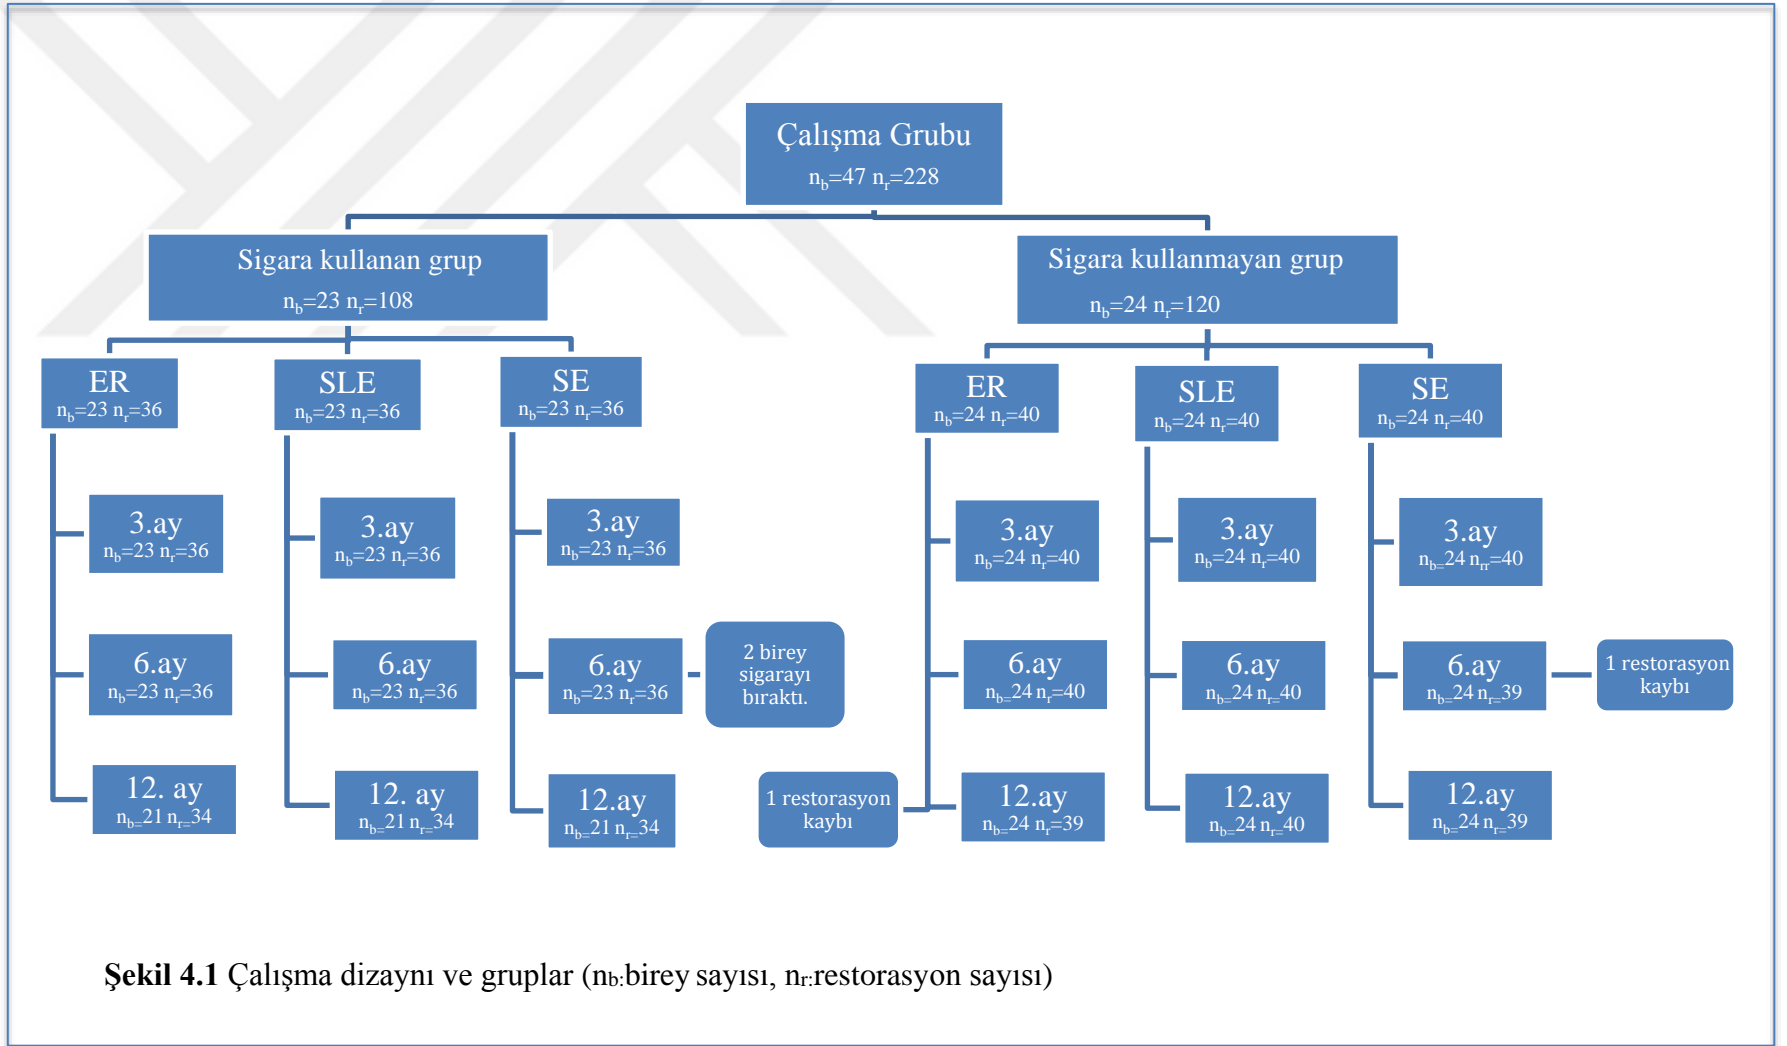 Çalışma Grubu
nb=47 nr=228
Sigara kullanan grup
nb=23 nr=108
Sigara kullanmayan grup
nb=24 nr=120
ER
nb=23 nr=36
SLE
nb=23 nr=36
SE
nb=23 nr=36
ER
nb=24 nr=40
SLE
nb=24 nr=40
SE
nb=24 nr=40
3.ay
nb=23 nr=36
3.ay
nb=23 nr=36
3.ay
nb=23 nr=36
3.ay
nb=24 nr=40
3.ay
nb=24 nr=40
3.ay
nb=24 nrr=40
6.ay
nb=23 nr=36
6.ay
nb=23 nr=36
6.ay
nb=23 nr=36
2 birey
sigarayı
bıraktı.
6.ay
nb=24 nr=40
6.ay
nb=24 nr=40
6.ay
nb=24 nr=39
1 restorasyon
kaybı
12. ay
nb=21 nr=34
12. ay
nb=21 nr=34
12.ay
nb=21 nr=34
1 restorasyon
kaybı
12.ay
nb=24 nr=39
12.ay
nb=24 nr=40
12.ay
nb=24 nr=39
Şekil 4.1 Çalışma dizaynı ve gruplar (nb:birey sayısı, nr:restorasyon sayısı)